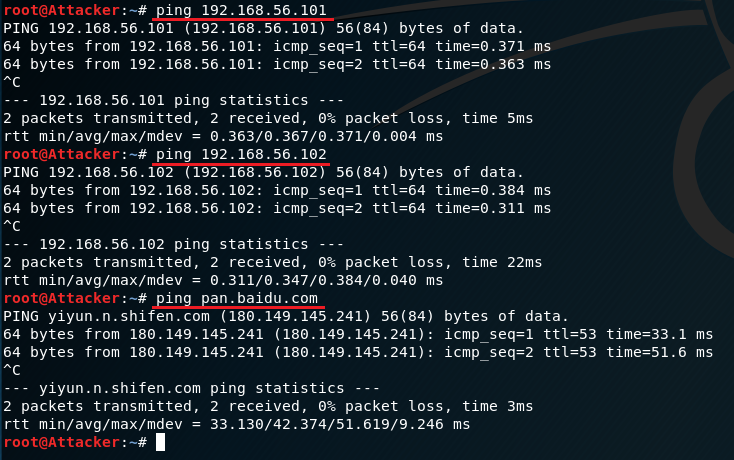 root@Attacker:~# ping 192.168.56.101
PING 192.168.56.101 (192.168.56.101) 56(84) bytes of data.
64 bytes from 192.168.56.101: icmp_seq=1 ttl=64 time=0.371 ms
64 bytes from 192.168.56.101: icmp_seq=2 ttl=64 time=0.363 ms
^C
--- 192.168.56.101 ping statistics ---
2 packets transmitted, 2 received, 0% packet loss, time 5ms
rtt min/avg/max/mdev = 0.363/0.367/0.371/0.004 ms
root@Attacker:~# ping 192.168.56.102
PING 192.168.56.102 (192.168.56.102) 56(84) bytes of data.
64 bytes from 192.168.56.102: icmp_seq=1 ttl=64 time=0.384 ms
64 bytes from 192.168.56.102: icmp_seq=2 ttl=64 time=0.311 ms
^C
--- 192.168.56.102 ping statistics ---
2 packets transmitted, 2 received, 0% packet loss, time 22ms
rtt min/avg/max/mdev = 0.311/0.347/0.384/0.040 ms
root@Attacker:~# ping pan.baidu.com
PING yiyun.n.shifen.com (180.149.145.241) 56(84) bytes of data.
64 bytes from 180.149.145.241 (180.149.145.241): icmp_seq=1 ttl=53 time=33.1 ms
64 bytes from 180.149.145.241 (180.149.145.241): icmp_seq=2 ttl=53 time=51.6 ms
^C
--- yiyun.n.shifen.com ping statistics ---
2 packets transmitted, 2 received, 0% packet loss, time 3ms
rtt min/avg/max/mdev = 33.130/42.374/51.619/9.246 ms
root@Attacker:~#